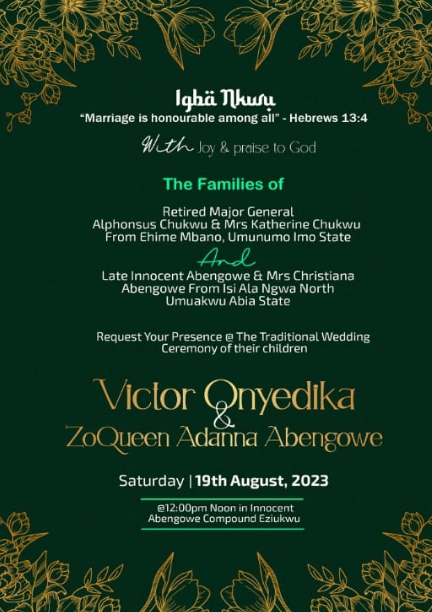 Igbä Nkwụ
“Marriage is honourable among all” - Hebrews 13:4
With Joy & praise to God
The Families of
Retired Major General
Alphonsus Chukwu & Mrs Katherine Chukwu
From Ehime Mbano, Umunumo Imo State
And
Late Innocent Abengowe & Mrs Christiana
Abengowe From Isi Ala Ngwa North
Umuakwu Abia State
Request Your Presence @ The Traditional Wedding
Ceremony of their children
Victor Onyedika
&
ZoQueen Adanna Abengowe
Saturday | 19th August, 2023
@12:00pm Noon in Innocent
Abengowe Compound Eziukwu